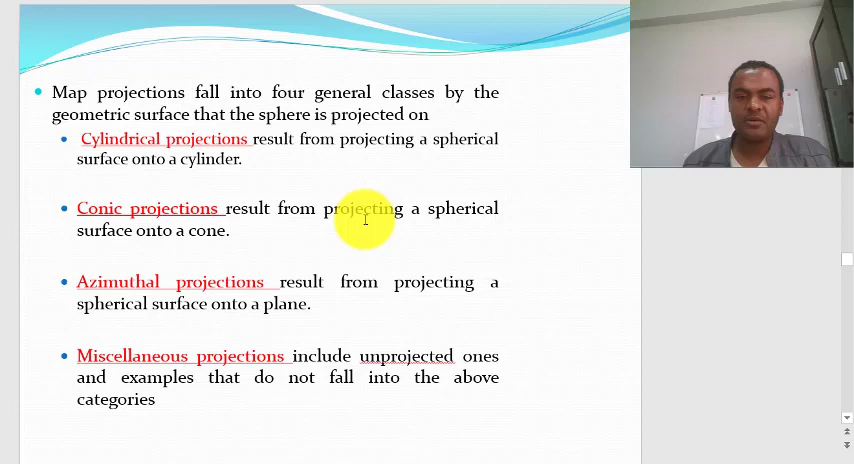 Map projections fall into four general classes by the
geometric surface that the sphere is projected on
Cylindrical projections result from projecting a spherical
surface onto a cylinder.
Conic projections result from projecting a spherical
surface onto a cone.
Azimuthal projections result from projecting a
spherical surface onto a plane.
Miscellaneous projections include unprojected ones
and examples that do not fall into the above
categories